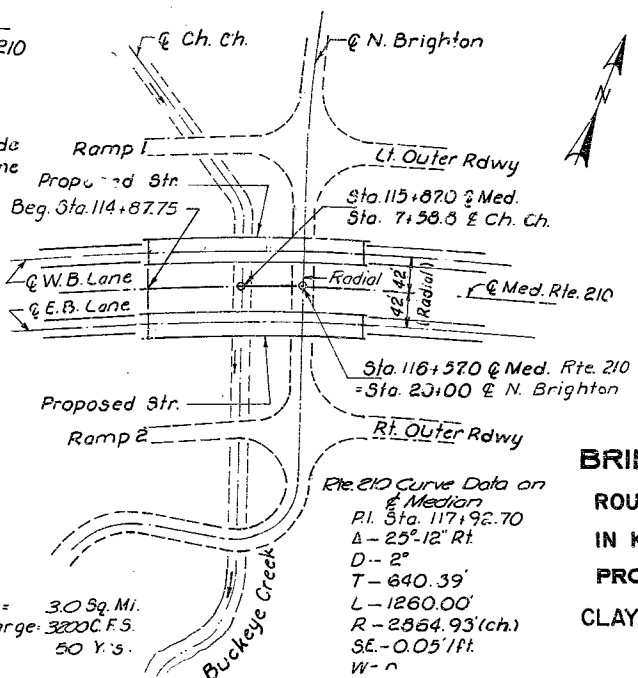 210
℄ Ch. Ch.
℄ N. Brighton
N
Ramp 1
Lt. Outer Rdwy
Str.
Beg. Sta. 114+87.75
Sta. 115+87.0 ℄ Med.
Sta. 7+58.8 ℄ Ch. Ch.
℄ W.B. Lane
Radial
42' 42'
(Radial)
℄ Med. Rte. 210
℄ E.B. Lane
Sta. 116+57.0 ℄ Med. Rte. 210
=Sta. 20+00 ℄ N. Brighton
Proposed Str.
Ramp 2
Rt. Outer Rdwy
Rte. 210 Curve Data on
℄ Median
P.I. Sta. 117+92.70
Δ - 25°-12" Rt.
D - 2°
T - 640.39'
L - 1260.00'
R - 2864.93'(ch.)
S.E. - 0.05'/ft.
BRI
ROU
IN K
PRO
CLAY
= 3.0 Sq. Mi.
arge: 3200 C.F.S.
50
Buckeye Creek